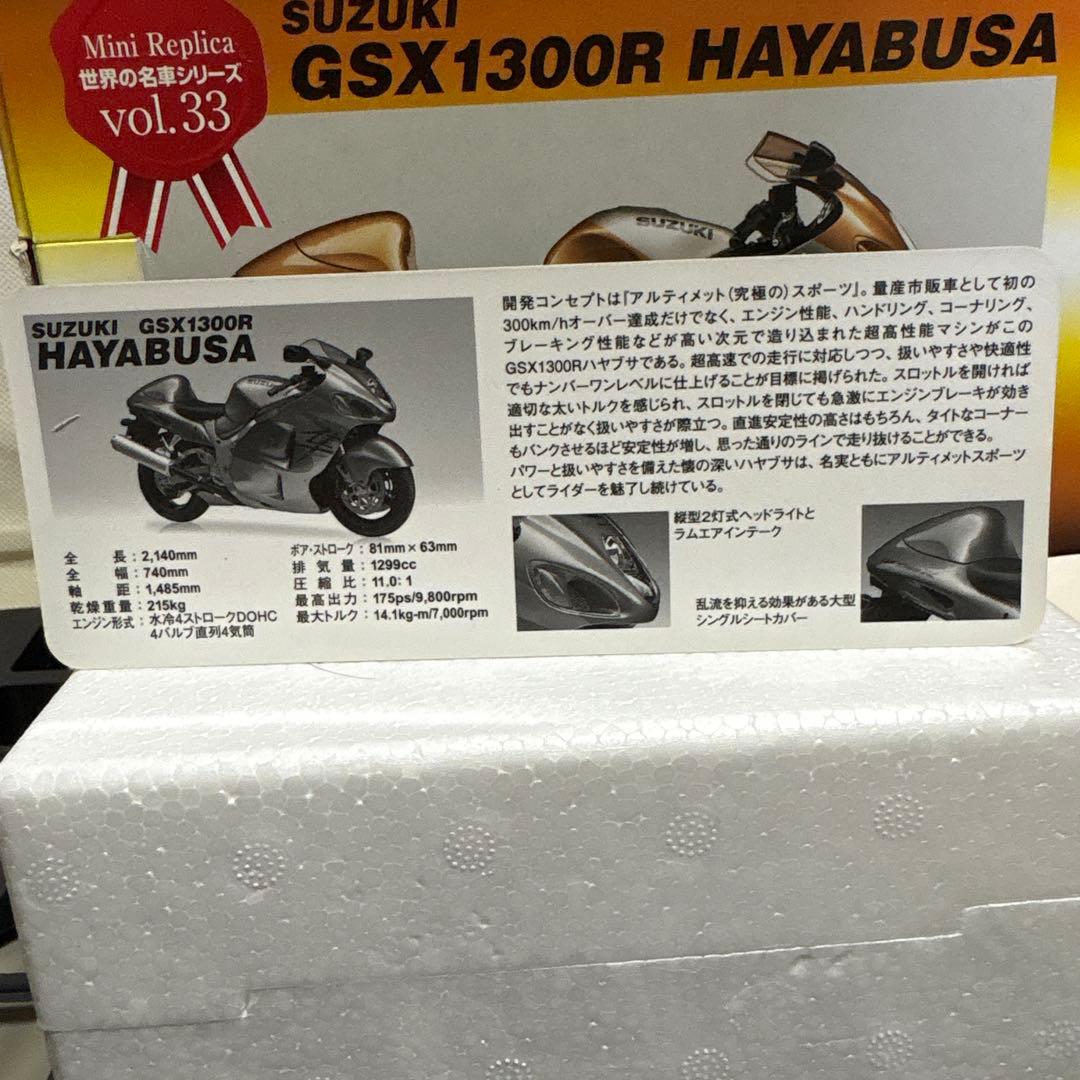 Mini Replica
世界の名車シリーズ
vol.33
SUZUKI
GSX1300R HAYABUSA
SUZUKI
SUZUKI GSX1300R
HAYABUSA
SUZUKI
全長：2,140mm
全幅：740mm
軸距：1,485mm
乾燥重量：215kg
エンジン形式：水冷4ストロークDOHC
4バルブ直列4気筒
ボア・ストローク：81mm×63mm
排気量：1299cc
圧縮比：11.0：1
最高出力：175ps/9,800rpm
最大トルク：14.1kg-m/7,000rpm
開発コンセプトは『アルティメット(究極の)スポーツ』。量産市販車として初の
300km/hオーバー達成だけでなく、エンジン性能、ハンドリング、コーナリング、
ブレーキング性能などが高い次元で造り込まれた超高性能マシンがこの
GSX1300Rハヤブサである。超高速での走行に対応しつつ、扱いやすさや快適性
でもナンバーワンレベルに仕上げることが目標に掲げられた。スロットルを開ければ
適切な太いトルクを感じられ、スロットルを閉じても急激にエンジンブレーキが効き
出すことがなく扱いやすさが際立つ。直進安定性の高さはもちろん、タイトなコーナー
もバンクさせるほど安定性が増し、思った通りのラインで走り抜けることができる。
パワーと扱いやすさを備えた懐の深いハヤブサは、名実ともにアルティメットスポーツ
としてライダーを魅了し続けている。
縦型2灯式ヘッドライトと
ラムエアインテーク
乱流を抑える効果がある大型
シングルシートカバー